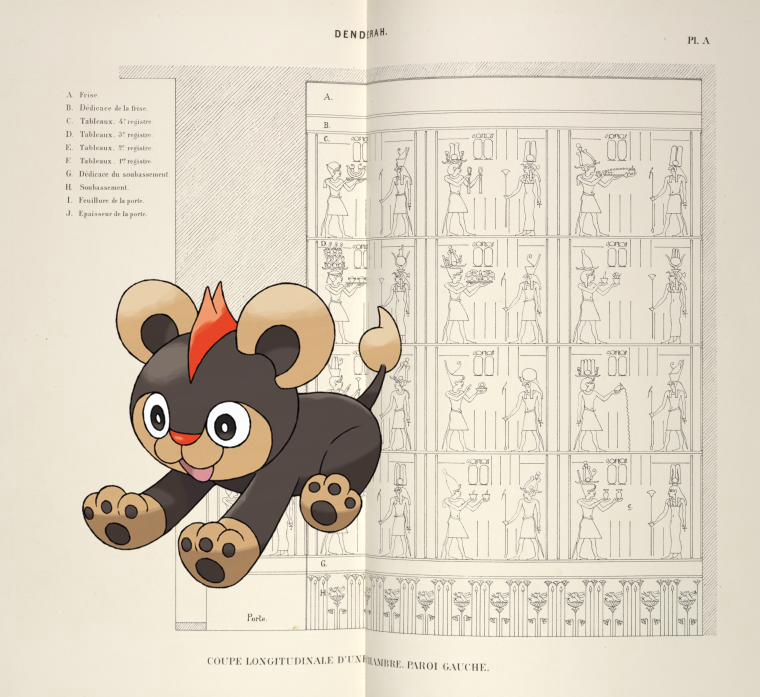 DENDERAH.
Pl. A
A. Frise.
B. Dédicace de la frise.
C. Tableaux. 4e registre
D. Tableaux. 3e registre
E. Tableaux. 2e registre
F. Tableaux. 1er registre
G. Dédicace du soubassement
H. Soubassement.
I. Feuillure de la porte.
J. Epaisseur de la porte.
A.
B.
C.
D.
G.
H.
Porte.
COUPE LONGITUDINALE D'UNE CHAMBRE. PAROI GAUCHE.